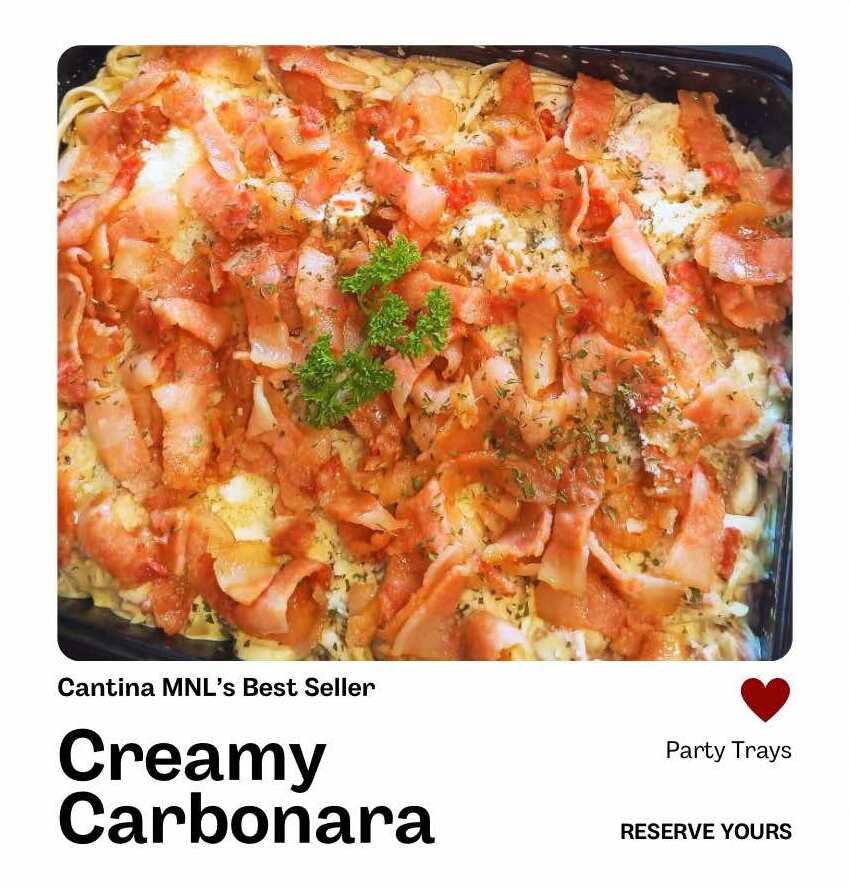 Cantina MNL’s Best Seller
Creamy
Carbonara
Party Trays
RESERVE YOURS